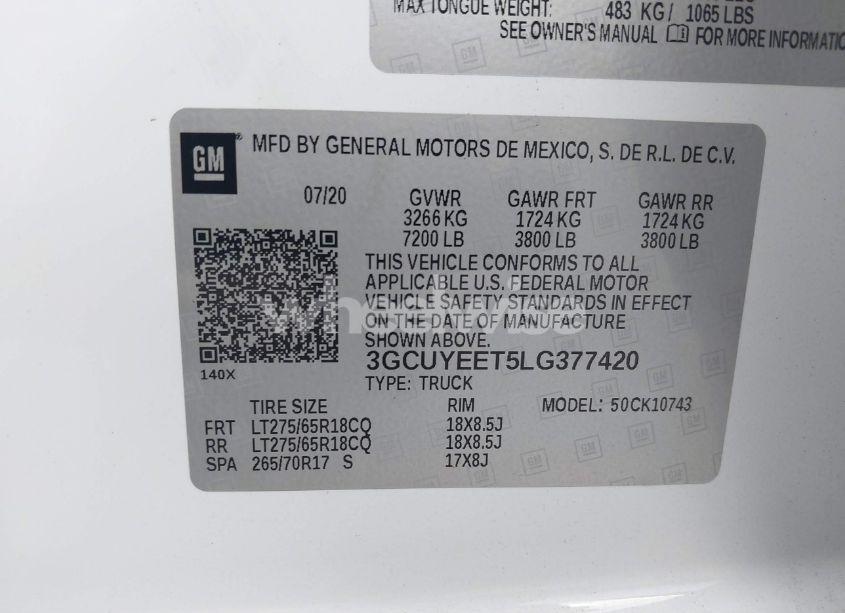 MAX TONGUE WEIGHT: 483 KG / 1065 LBS
SEE OWNER'S MANUAL FOR MORE INFORMATIO
GM
MFD BY GENERAL MOTORS DE MEXICO, S. DE R.L. DE C.V.
07/20 GVWR GAWR FRT GAWR RR
3266 KG 1724 KG 1724 KG
7200 LB 3800 LB 3800 LB
THIS VEHICLE CONFORMS TO ALL
APPLICABLE U.S. FEDERAL MOTOR
VEHICLE SAFETY STANDARDS IN EFFECT
ON THE DATE OF MANUFACTURE
SHOWN ABOVE.
3GCUYEET5LG377420
140X
TYPE: TRUCK
TIRE SIZE RIM MODEL: 50CK10743
FRT LT275/65R18CQ 18X8.5J
RR LT275/65R18CQ 18X8.5J
SPA 265/70R17 S 17X8J